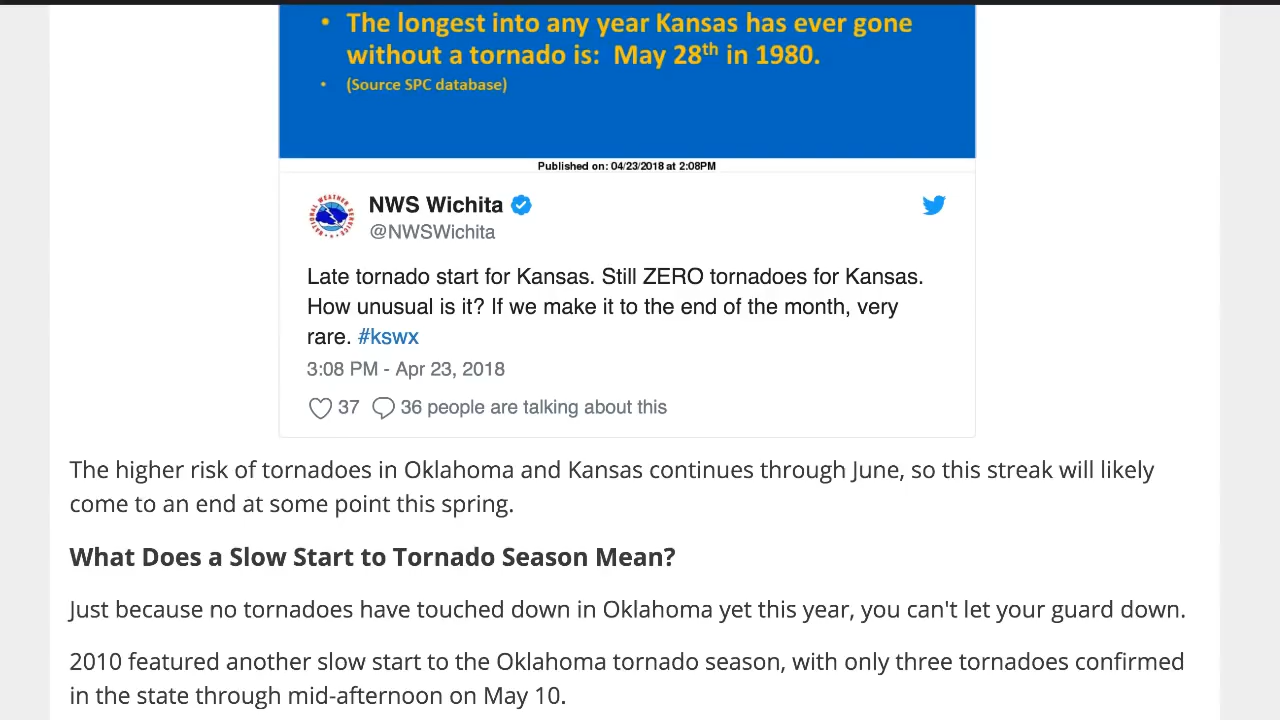 • The longest into any year Kansas has ever gone
without a tornado is: May 28th in 1980.
• (Source SPC database)
Published on: 04/23/2018 at 2:08PM
NWS Wichita
@NWSWichita
Late tornado start for Kansas. Still ZERO tornadoes for Kansas.
How unusual is it? If we make it to the end of the month, very
rare. #kswx
3:08 PM - Apr 23, 2018
37 36 people are talking about this
The higher risk of tornadoes in Oklahoma and Kansas continues through June, so this streak will likely
come to an end at some point this spring.
What Does a Slow Start to Tornado Season Mean?
Just because no tornadoes have touched down in Oklahoma yet this year, you can't let your guard down.
2010 featured another slow start to the Oklahoma tornado season, with only three tornadoes confirmed
in the state through mid-afternoon on May 10.